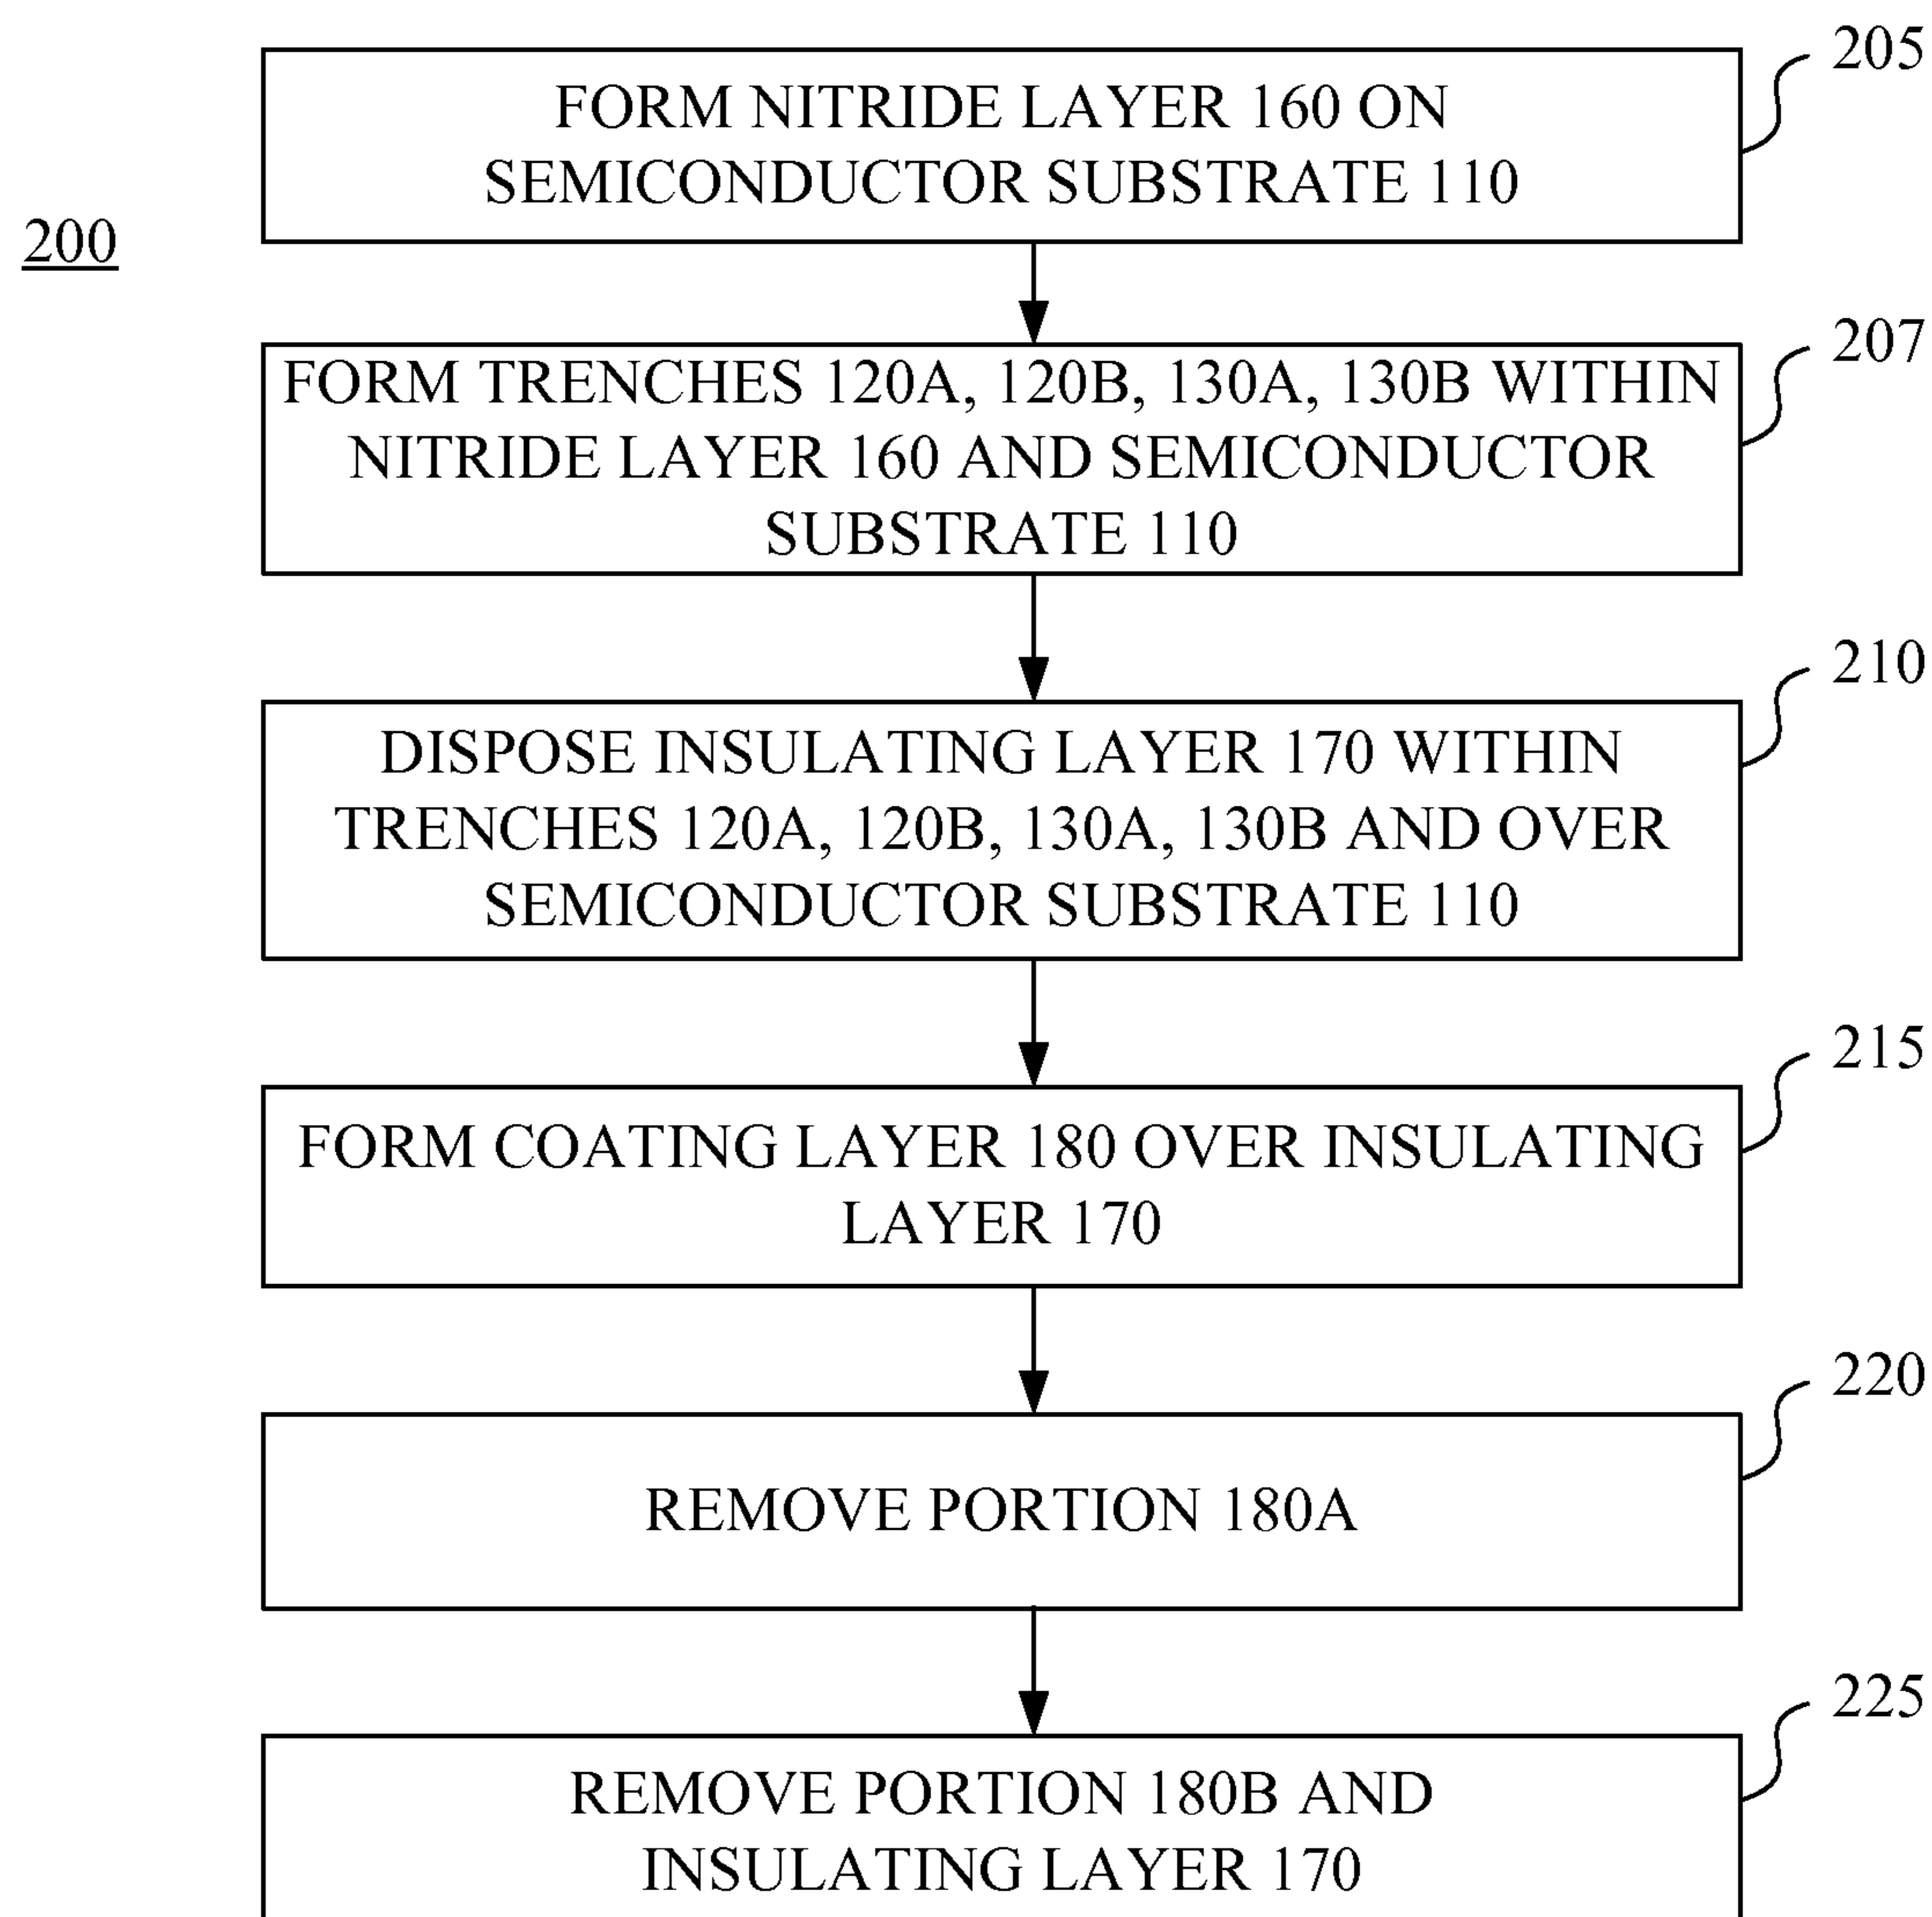 205
FORM NITRIDE LAYER 160 ON
SEMICONDUCTOR SUBSTRATE 110
200
207
FORM TRENCHES 120A, 120B, 130A, 130B WITHIN
NITRIDE LAYER 160 AND SEMICONDUCTOR
SUBSTRATE 110
210
DISPOSE INSULATING LAYER 170 WITHIN
TRENCHES 120A, 120B, 130A, 130B AND OVER
SEMICONDUCTOR SUBSTRATE 110
215
FORM COATING LAYER 180 OVER INSULATING
LAYER 170
220
REMOVE PORTION 180A
225
REMOVE PORTION 180B AND
INSULATING LAYER 170